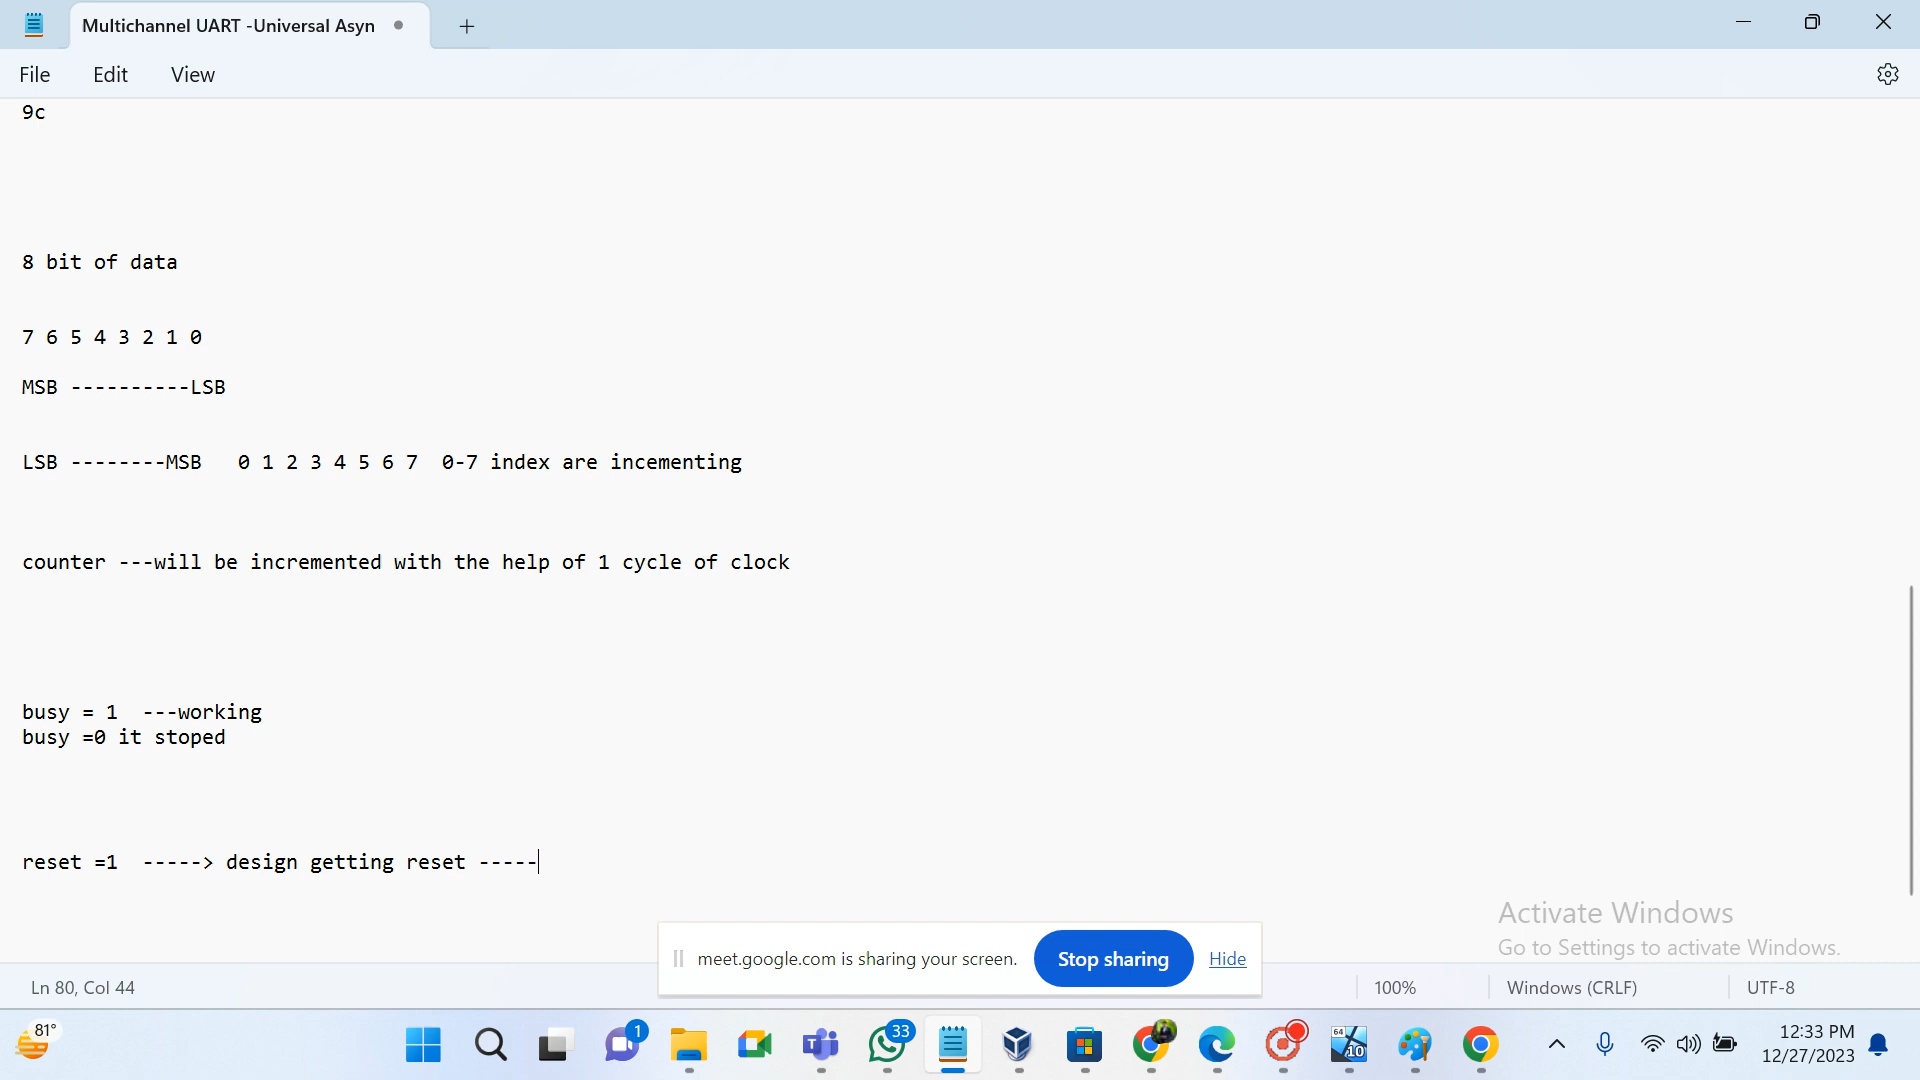 Multichannel UART -Universal Asyn
File Edit View
9c
8 bit of data
7 6 5 4 3 2 1 0
MSB ----------LSB
LSB --------MSB   0 1 2 3 4 5 6 7  0-7 index are incementing
counter ---will be incremented with the help of 1 cycle of clock
busy = 1  ---working
busy =0 it stoped
reset =1  -----> design getting reset -----
Activate Windows
Go to Settings to activate Windows.
meet.google.com is sharing your screen. Stop sharing Hide
Ln 80, Col 44 100% Windows (CRLF) UTF-8
81° 1 33 64 10 12:33 PM
12/27/2023